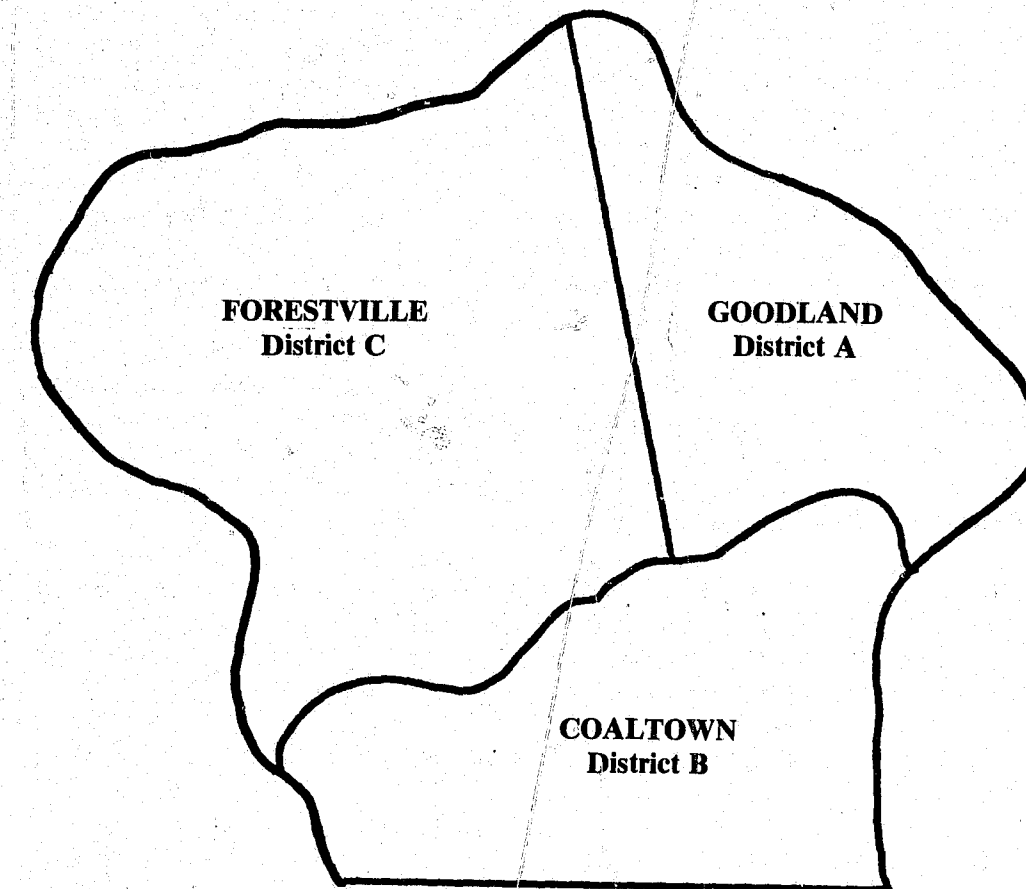 FORESTVILLE
District C
GOODLAND
District A
COALTOWN
District B